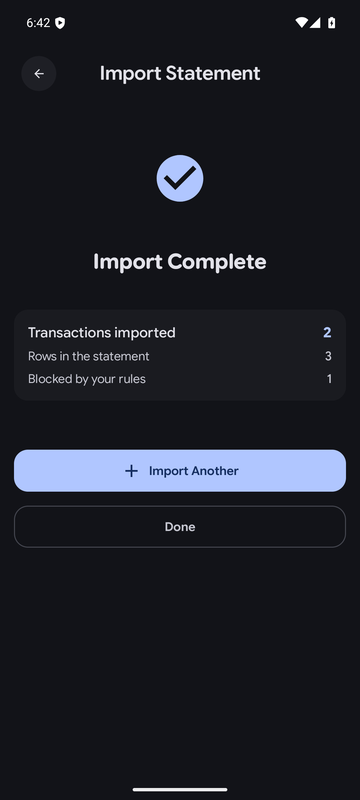 6:42
Import Statement
Import Complete
Transactions imported 2
Rows in the statement 3
Blocked by your rules 1
Import Another
Done